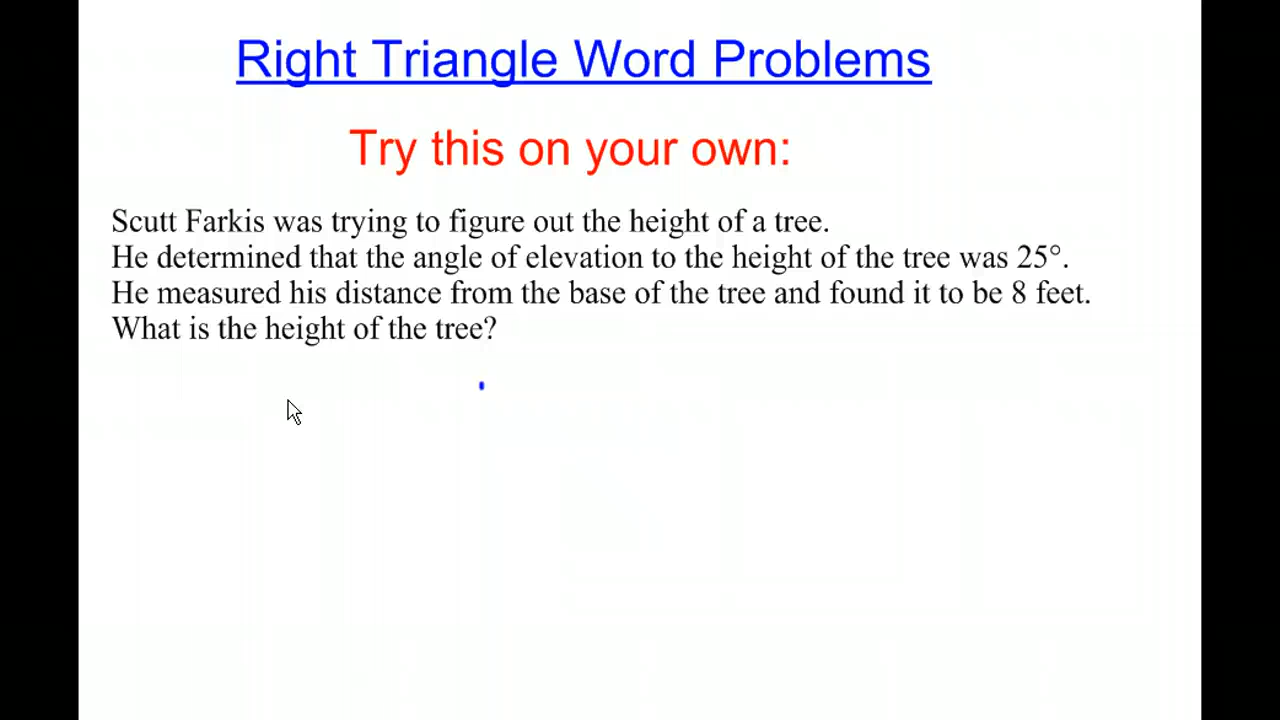 Right Triangle Word Problems
Try this on your own:
Scutt Farkis was trying to figure out the height of a tree.
He determined that the angle of elevation to the height of the tree was 25°.
He measured his distance from the base of the tree and found it to be 8 feet.
What is the height of the tree?